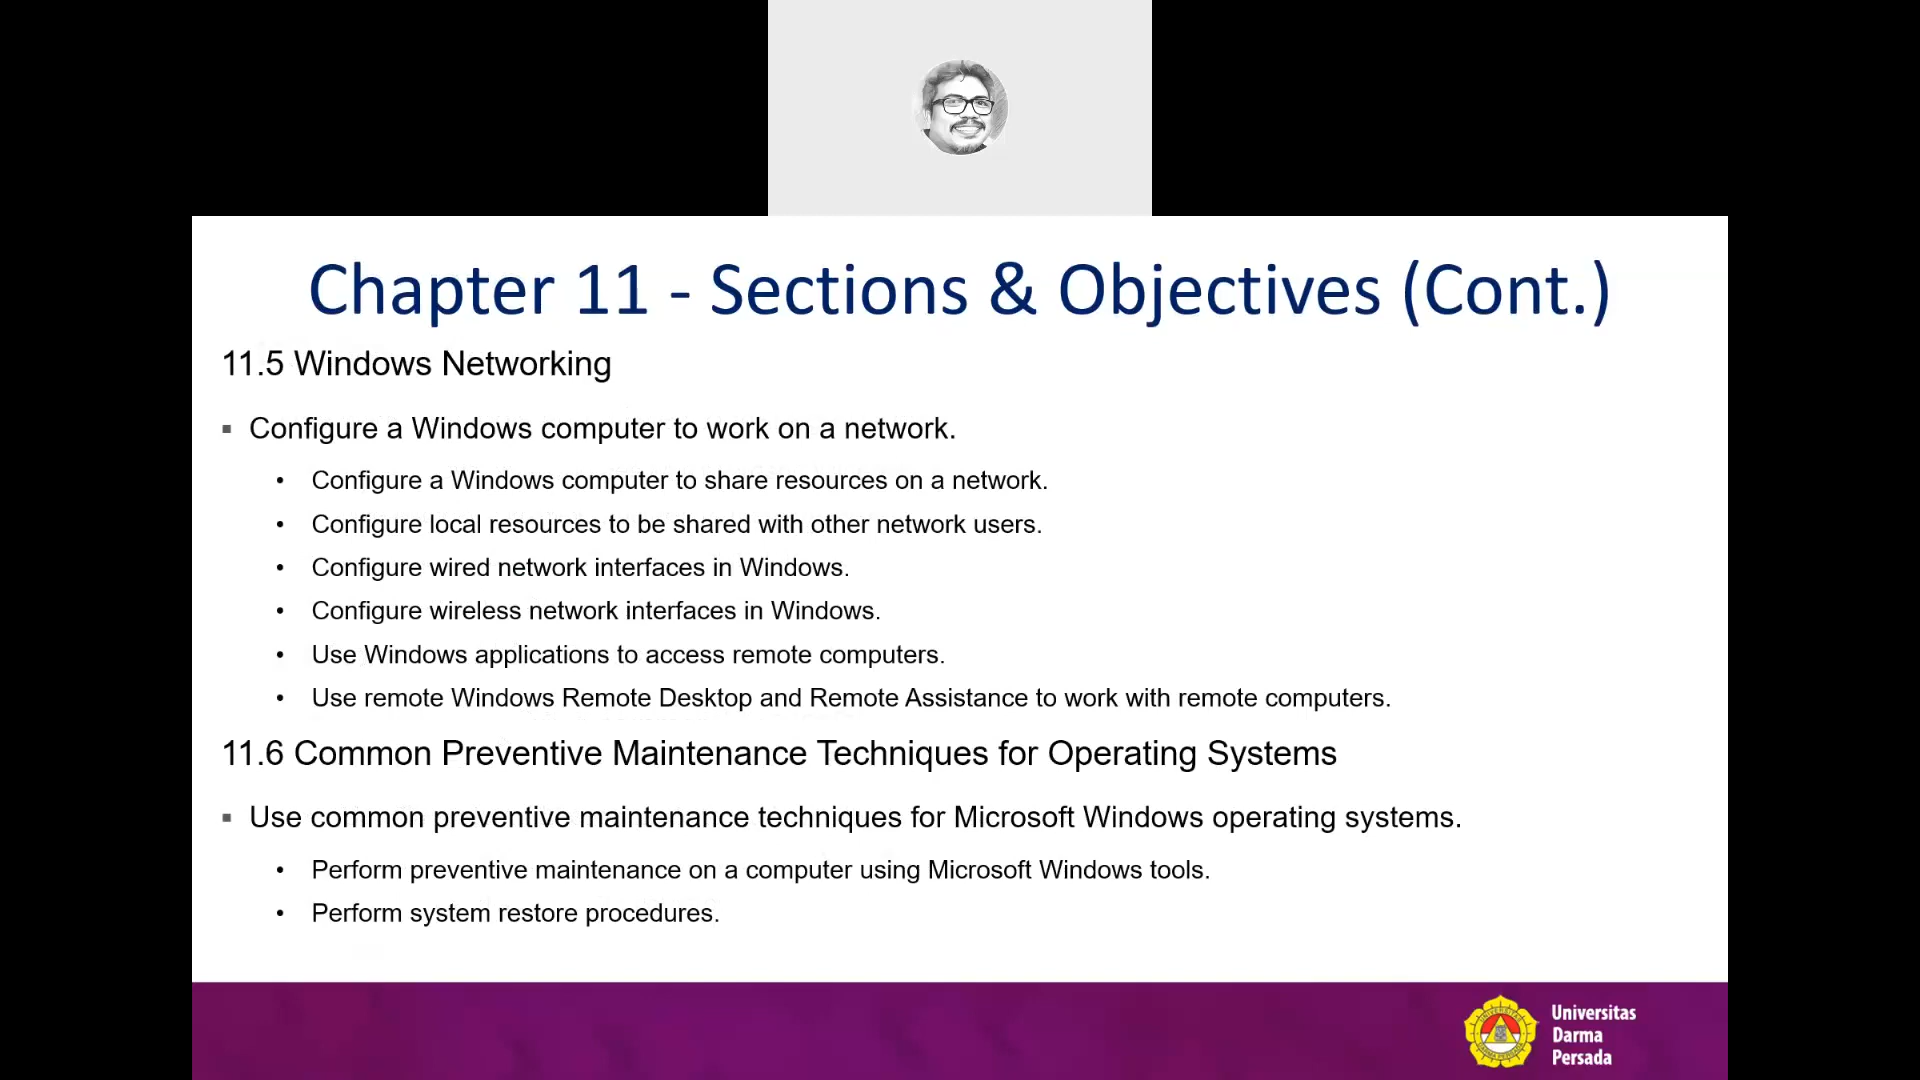 Chapter 11 - Sections & Objectives (Cont.)
11.5 Windows Networking
▪ Configure a Windows computer to work on a network.
• Configure a Windows computer to share resources on a network.
• Configure local resources to be shared with other network users.
• Configure wired network interfaces in Windows.
• Configure wireless network interfaces in Windows.
• Use Windows applications to access remote computers.
• Use remote Windows Remote Desktop and Remote Assistance to work with remote computers.
11.6 Common Preventive Maintenance Techniques for Operating Systems
▪ Use common preventive maintenance techniques for Microsoft Windows operating systems.
• Perform preventive maintenance on a computer using Microsoft Windows tools.
• Perform system restore procedures.
Universitas
Darma
Persada